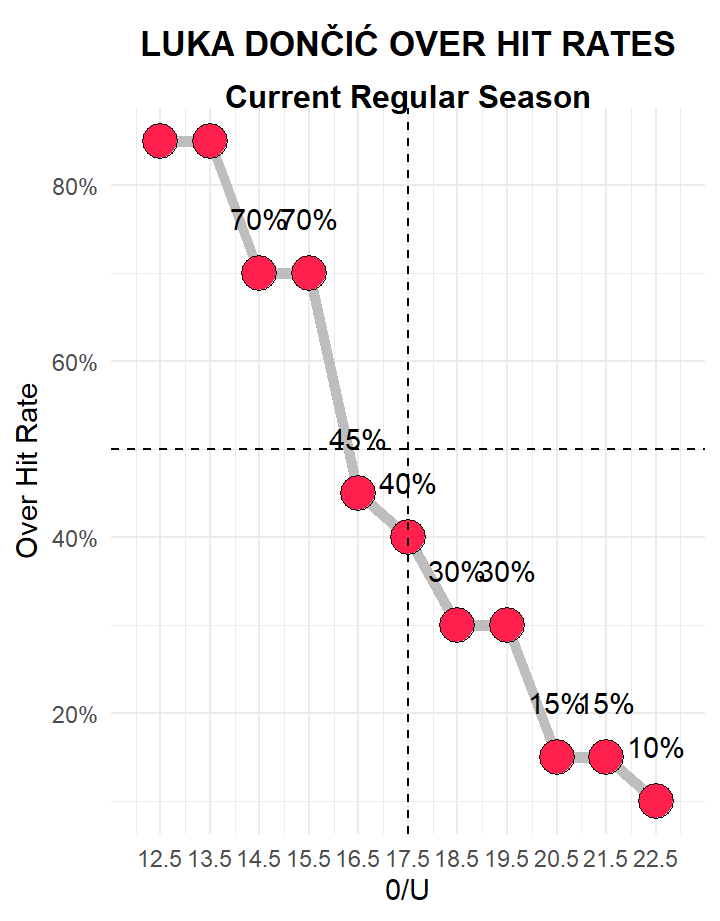 LUKA DONČIĆ OVER HIT RATES
Current Regular Season
80%
70% 70%
60%
45%
40%
40%
30% 30%
20%
15% 15%
10%
Over Hit Rate
12.5 13.5 14.5 15.5 16.5 17.5 18.5 19.5 20.5 21.5 22.5
0/U